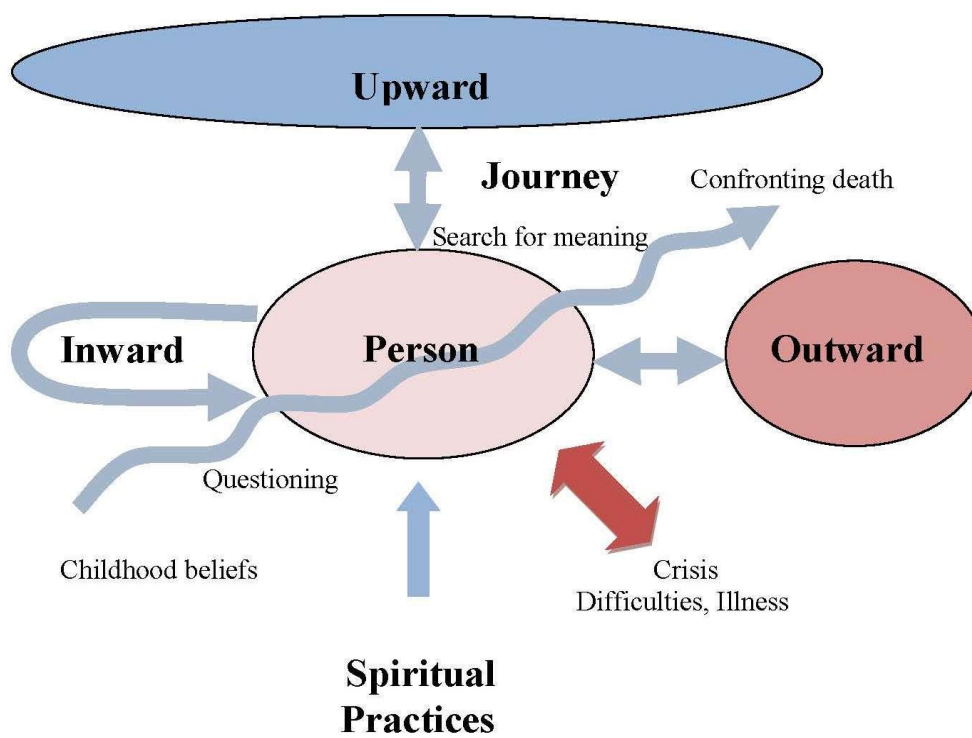 Upward
Journey
Confronting death
Search for meaning
Inward
Person
Outward
Questioning
Childhood beliefs
Crisis
Difficulties, Illness
Spiritual
Practices